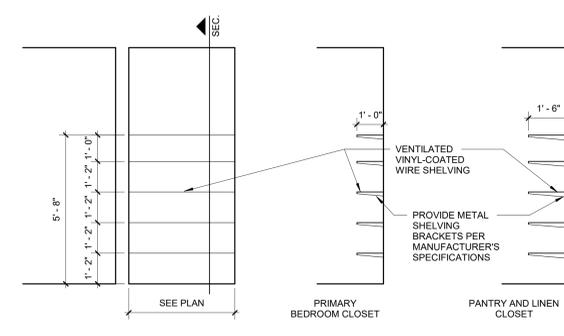 SEC.
1' - 0"
1' - 6"
5' - 8"
1' - 0"
1' - 2"
1' - 2"
1' - 2"
1' - 2"
VENTILATED
VINYL-COATED
WIRE SHELVING
PROVIDE METAL
SHELVING
BRACKETS PER
MANUFACTURER'S
SPECIFICATIONS
SEE PLAN
PRIMARY
BEDROOM CLOSET
PANTRY AND LINEN
CLOSET